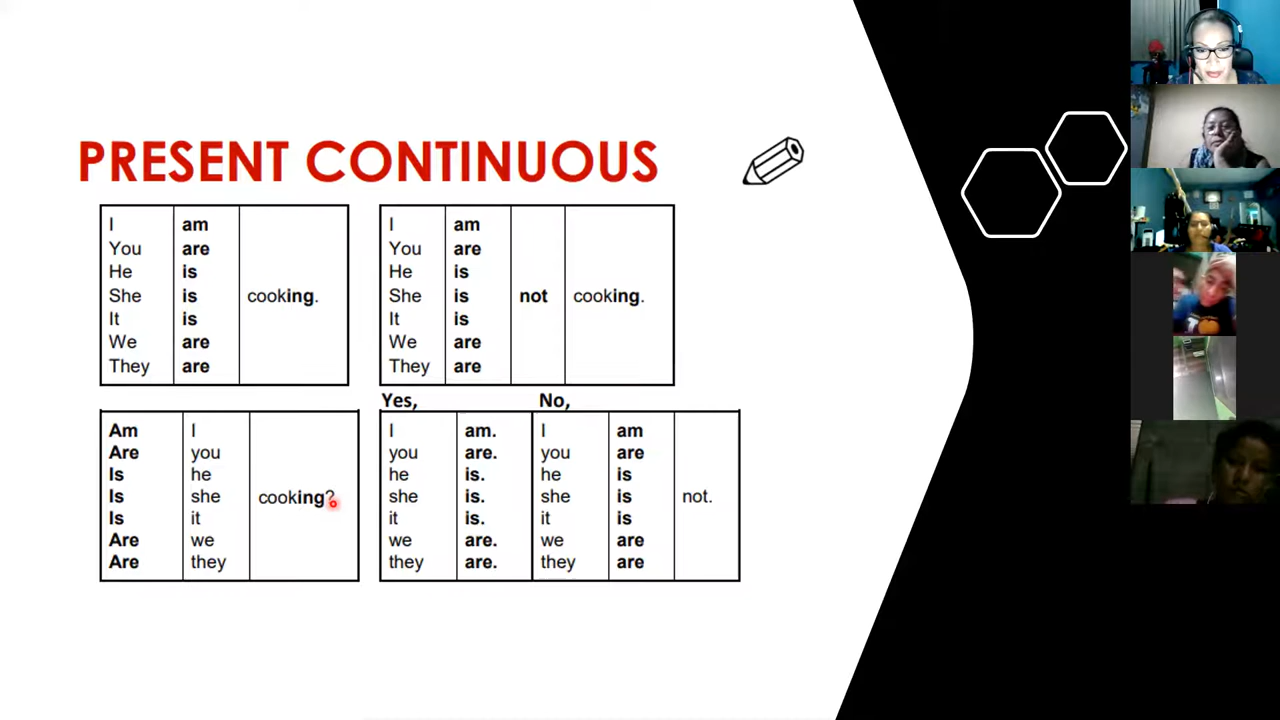 PRESENT CONTINUOUS
I am
You are
He is
She is cooking.
It is
We are
They are
I am
You are
He is
She is not cooking.
It is
We are
They are
Am I
Are you
Is he
Is she cooking?
Is it
Are we
Are they
Yes, No,
I am. I am
you are. you are
he is. he is
she is. she is not.
it is. it is
we are. we are
they are. they are